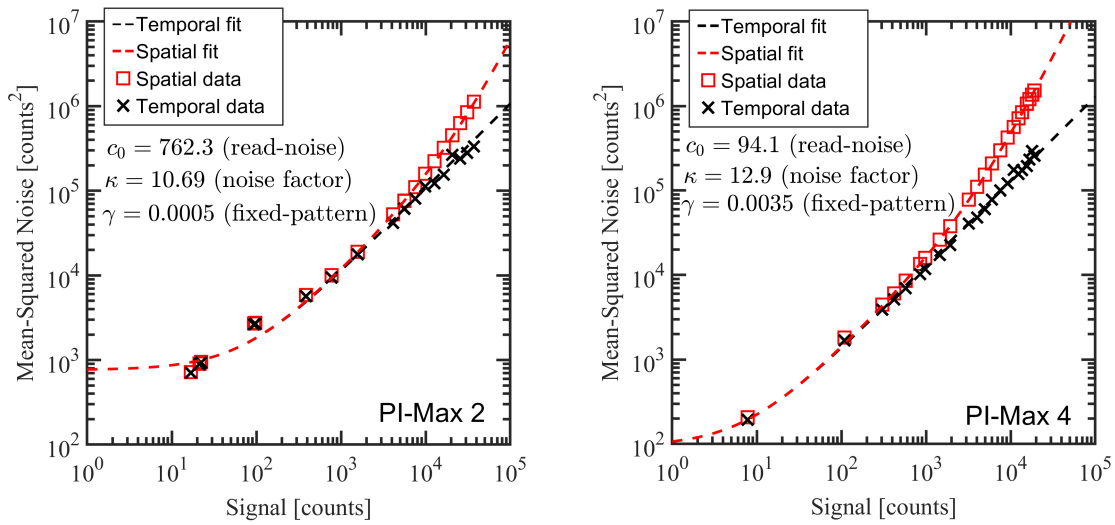 Mean-Squared Noise [counts²]
10⁷
10⁶
10⁵
10⁴
10³
10²
Temporal fit
Spatial fit
Spatial data
Temporal data
c₀ = 762.3 (read-noise)
κ = 10.69 (noise factor)
γ = 0.0005 (fixed-pattern)
PI-Max 2
10⁰ 10¹ 10² 10³ 10⁴ 10⁵
Signal [counts]
Mean-Squared Noise [counts²]
10⁷
10⁶
10⁵
10⁴
10³
10²
Temporal fit
Spatial fit
Spatial data
Temporal data
c₀ = 94.1 (read-noise)
κ = 12.9 (noise factor)
γ = 0.0035 (fixed-pattern)
PI-Max 4
10⁰ 10¹ 10² 10³ 10⁴ 10⁵
Signal [counts]